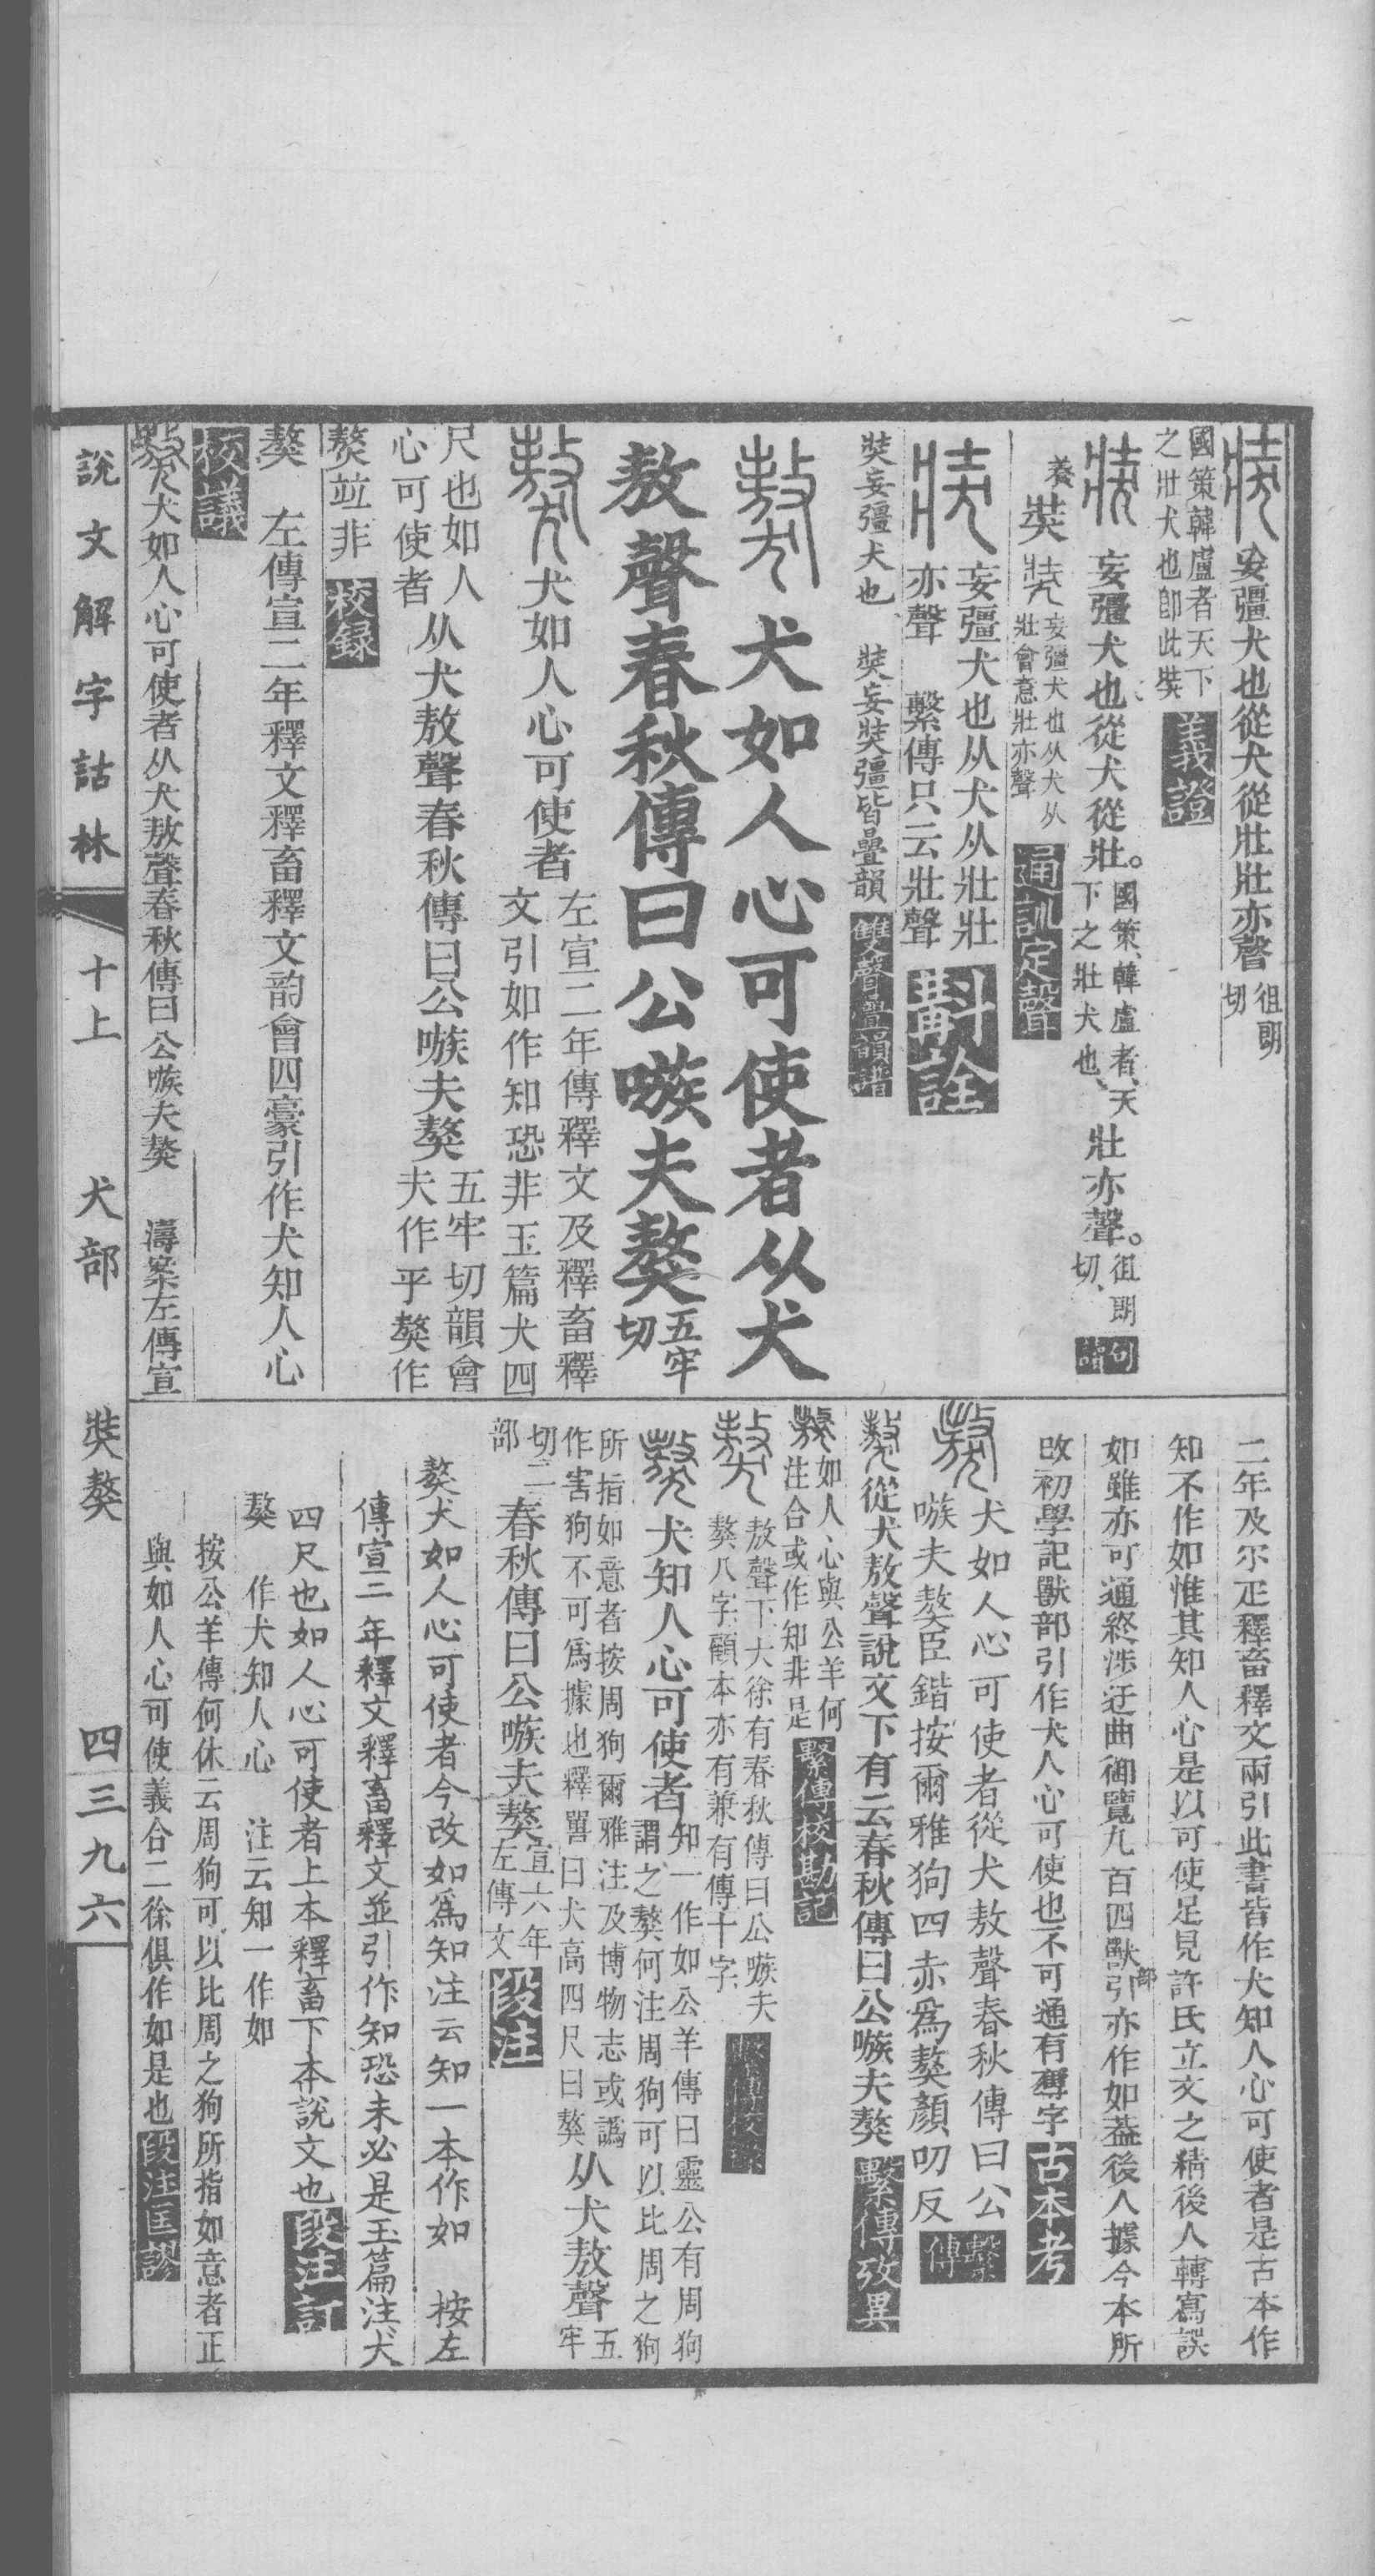 妄彊犬也從犬從壯壯亦聲徂朗切
國策韓盧者天下之壯犬也卽此奘 義證
妄彊犬也從犬從壯。國策、韓盧者、天下之壯犬也、壯亦聲。徂朗切、句讀
養 奘 妄彊犬也从犬从壯會意壯亦聲 通訓定聲
妄彊犬也从犬从壯壯亦聲 繫傳只云壯聲 斠詮
奘妄彊犬也 奘妄奘彊皆疊韻 雙聲疊韻譜
犬如人心可使者从犬
敖聲春秋傳曰公嗾夫獒五牢切
犬如人心可使者左宣二年傳釋文及釋畜釋文引如作知恐非玉篇犬四
尺也如人心可使者从犬敖聲春秋傳曰公嗾夫獒五牢切韻會夫作乎獒作
獒竝非 校録
獒 左傳宣二年釋文釋畜釋文韵會四豪引作犬知人心
校議
犬如人心可使者从犬敖聲春秋傳曰公嗾夫獒 濤案左傳宣
二年及尔疋釋畜釋文兩引此書皆作犬知人心可使者是古本作
知不作如惟其知人心是以可使足見許氏立文之精後人轉寫誤
如雖亦可通終涉迂曲御覽九百四獸部引亦作如葢後人據今本所
改初學記獸部引作犬人心可使也不可通有奪字 古本考
犬如人心可使者從犬敖聲春秋傳曰公
嗾夫獒臣鍇按爾雅狗四赤爲獒顏叨反 繫傳
從犬敖聲說文下有云春秋傳曰公嗾夫獒 繫傳攷異
如人心與公羊何注合或作知非是 繫傳校勘記
敖聲下大徐有春秋傳曰公嗾夫獒八字顧本亦有兼有傳十字
犬知人心可使者知一作如公羊傳曰靈公有周狗謂之獒何注周狗可以比周之狗
所指如意者按周狗爾雅注及博物志或譌作害狗不可爲據也釋嘼曰犬高四尺曰獒从犬敖聲五牢
切二部春秋傳曰公嗾夫獒宣六年左傳文 段注
獒犬如人心可使者今改如爲知注云知一本作如 按左
傳宣二年釋文釋畜釋文並引作知恐未必是玉篇注犬
四尺也如人心可使者上本釋畜下本說文也 段注訂
獒 作犬知人心 注云知一作如
按公羊傳何休云周狗可以比周之狗所指如意者正
與如人心可使義合二徐俱作如是也 段注匡謬
說文解字詁林 十上 犬部 奘獒 四三九六